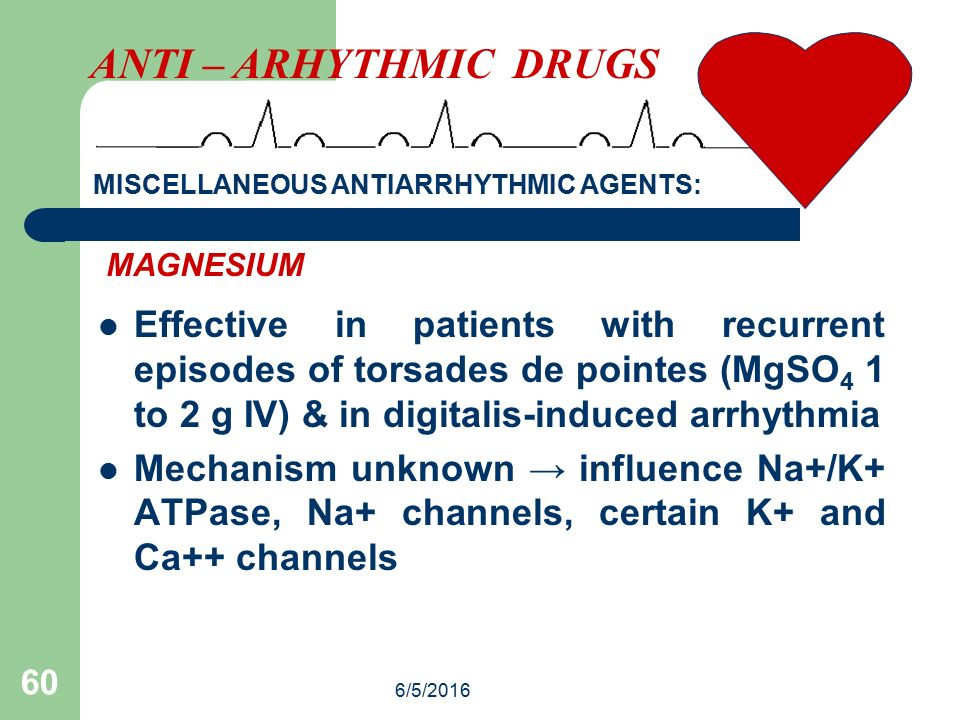 ANTI – ARHYTHMIC DRUGS
MISCELLANEOUS ANTIARRHYTHMIC AGENTS:
MAGNESIUM
● Effective in patients with recurrent
episodes of torsades de pointes (MgSO₄ 1
to 2 g IV) & in digitalis-induced arrhythmia
● Mechanism unknown → influence Na+/K+
ATPase, Na+ channels, certain K+ and
Ca++ channels
60
6/5/2016